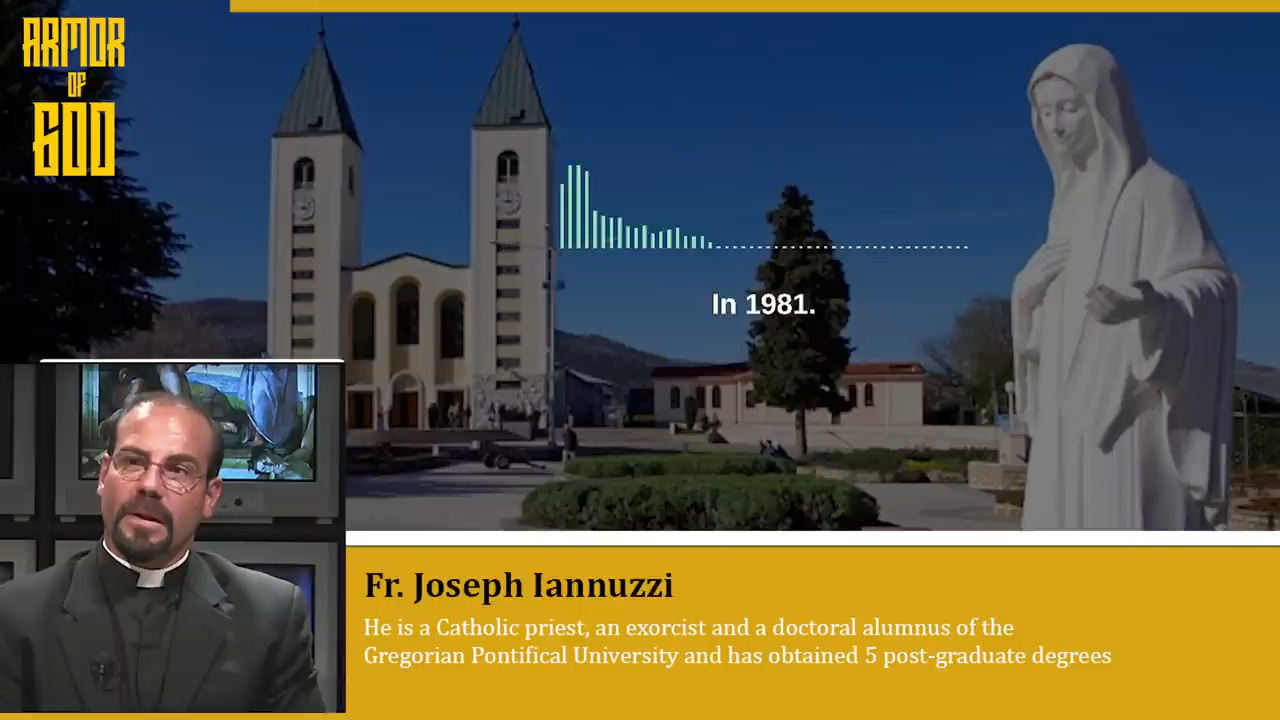 ARMOR
OF
GOD
In 1981.
Fr. Joseph Iannuzzi
He is a Catholic priest, an exorcist and a doctoral alumnus of the
Gregorian Pontifical University and has obtained 5 post-graduate degrees